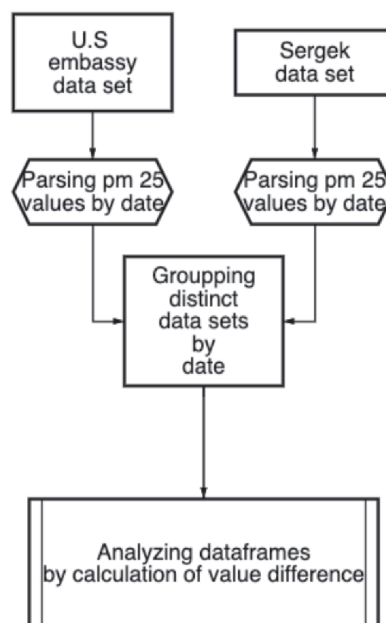 U.S
embassy
data set
Sergek
data set
Parsing pm 25
values by date
Parsing pm 25
values by date
Groupping
distinct
data sets
by
date
Analyzing dataframes
by calculation of value difference